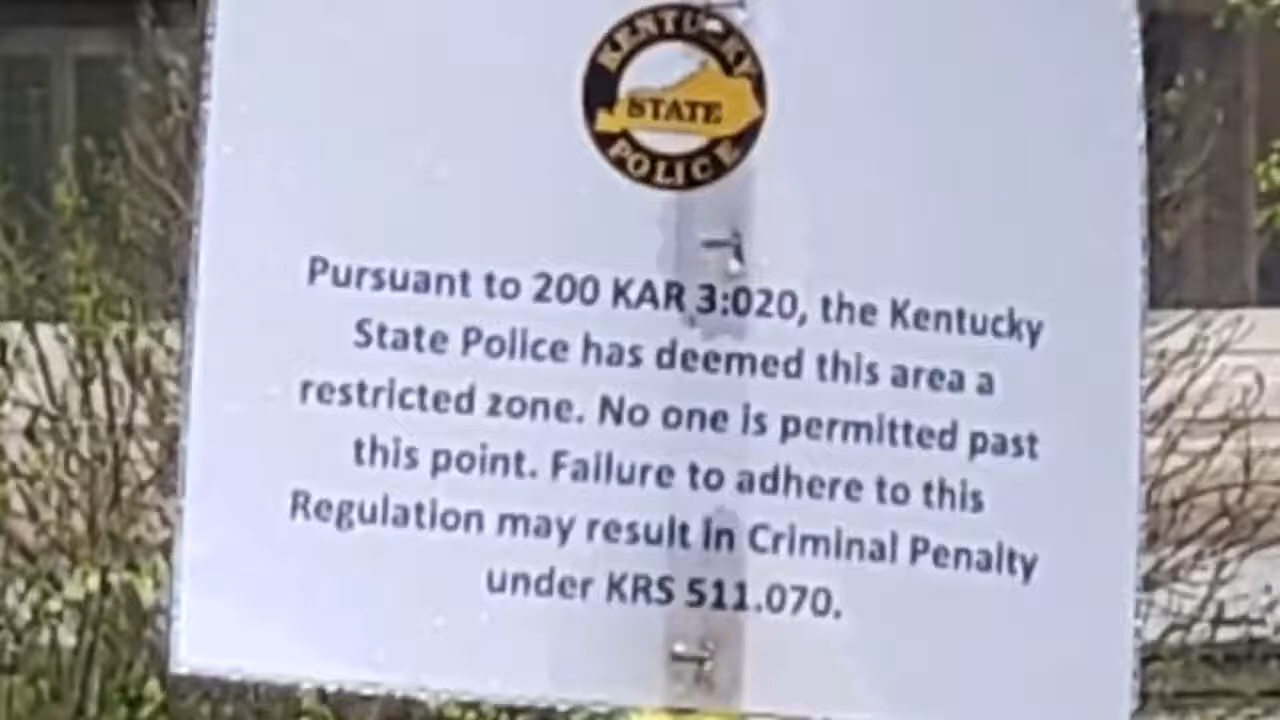 KENTUCKY
STATE
POLICE
Pursuant to 200 KAR 3:020, the Kentucky
State Police has deemed this area a
restricted zone. No one is permitted past
this point. Failure to adhere to this
Regulation may result in Criminal Penalty
under KRS 511.070.